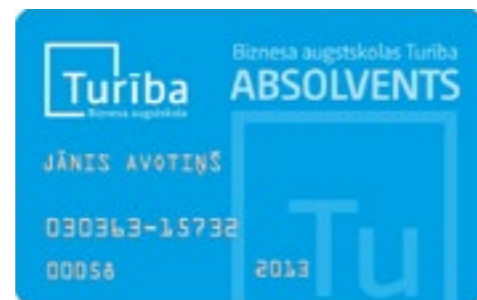 Turība
Biznesa augstskola
Biznesa augstskolas Turība
ABSOLVENTS
JĀNIS AVOTIŅŠ
030363-15732
00058 2013
Tu